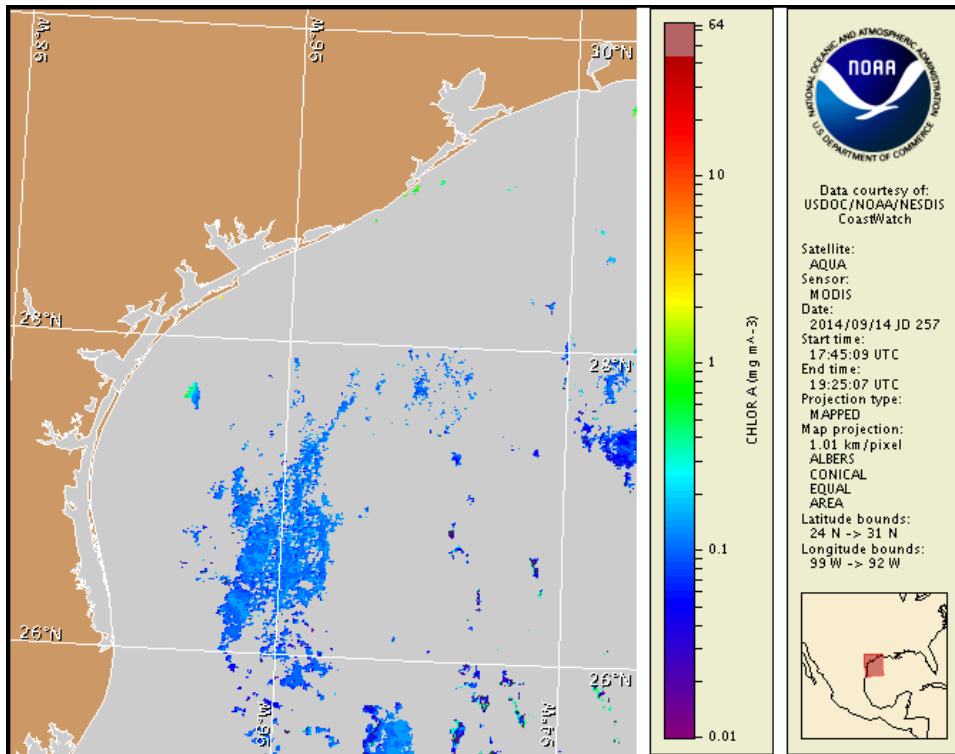 98°W
96°W
30°N
28°N
28°N
26°N
26°N
96°W
94°W
64
10
1
0.1
0.01
CHLOR A (mg m^-3)
NATIONAL OCEANIC AND ATMOSPHERIC ADMINISTRATION
NOAA
U.S. DEPARTMENT OF COMMERCE
Data courtesy of:
USDOC/NOAA/NESDIS
CoastWatch
Satellite:
AQUA
Sensor:
MODIS
Date:
2014/09/14 JD 257
Start time:
17:45:09 UTC
End time:
19:25:07 UTC
Projection type:
MAPPED
Map projection:
1.01 km/pixel
ALBERS
CONICAL
EQUAL
AREA
Latitude bounds:
24 N -> 31 N
Longitude bounds:
99 W -> 92 W